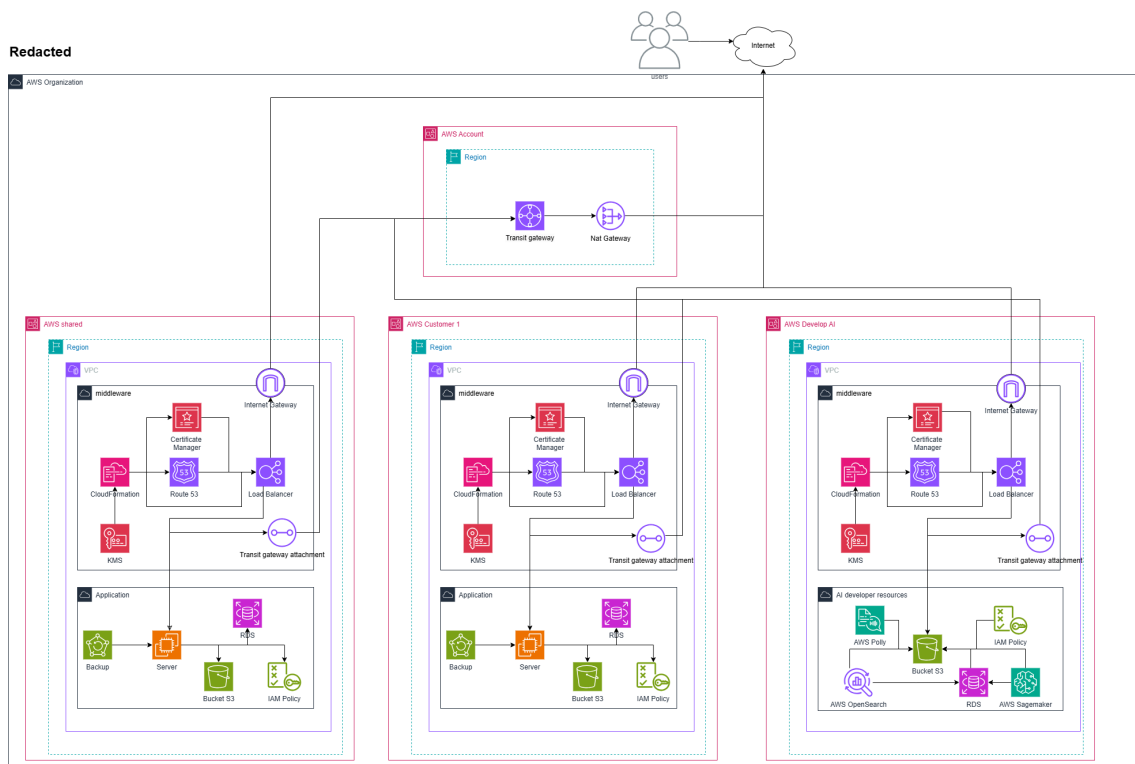 Redacted
users
Internet
AWS Organization
AWS Account
Region
Transit gateway
Nat Gateway
AWS shared
Region
VPC
middleware
Internet Gateway
Certificate
Manager
CloudFormation
Route 53
Load Balancer
KMS
Transit gateway attachment
Application
RDS
Backup
Server
Bucket S3
IAM Policy
AWS Customer 1
Region
VPC
middleware
Internet Gateway
Certificate
Manager
CloudFormation
Route 53
Load Balancer
KMS
Transit gateway attachment
Application
RDS
Backup
Server
Bucket S3
IAM Policy
AWS Develop AI
Region
VPC
middleware
Internet Gateway
Certificate
Manager
CloudFormation
Route 53
Load Balancer
KMS
Transit gateway attachment
AI developer resources
AWS Polly
IAM Policy
Bucket S3
AWS OpenSearch
RDS
AWS Sagemaker